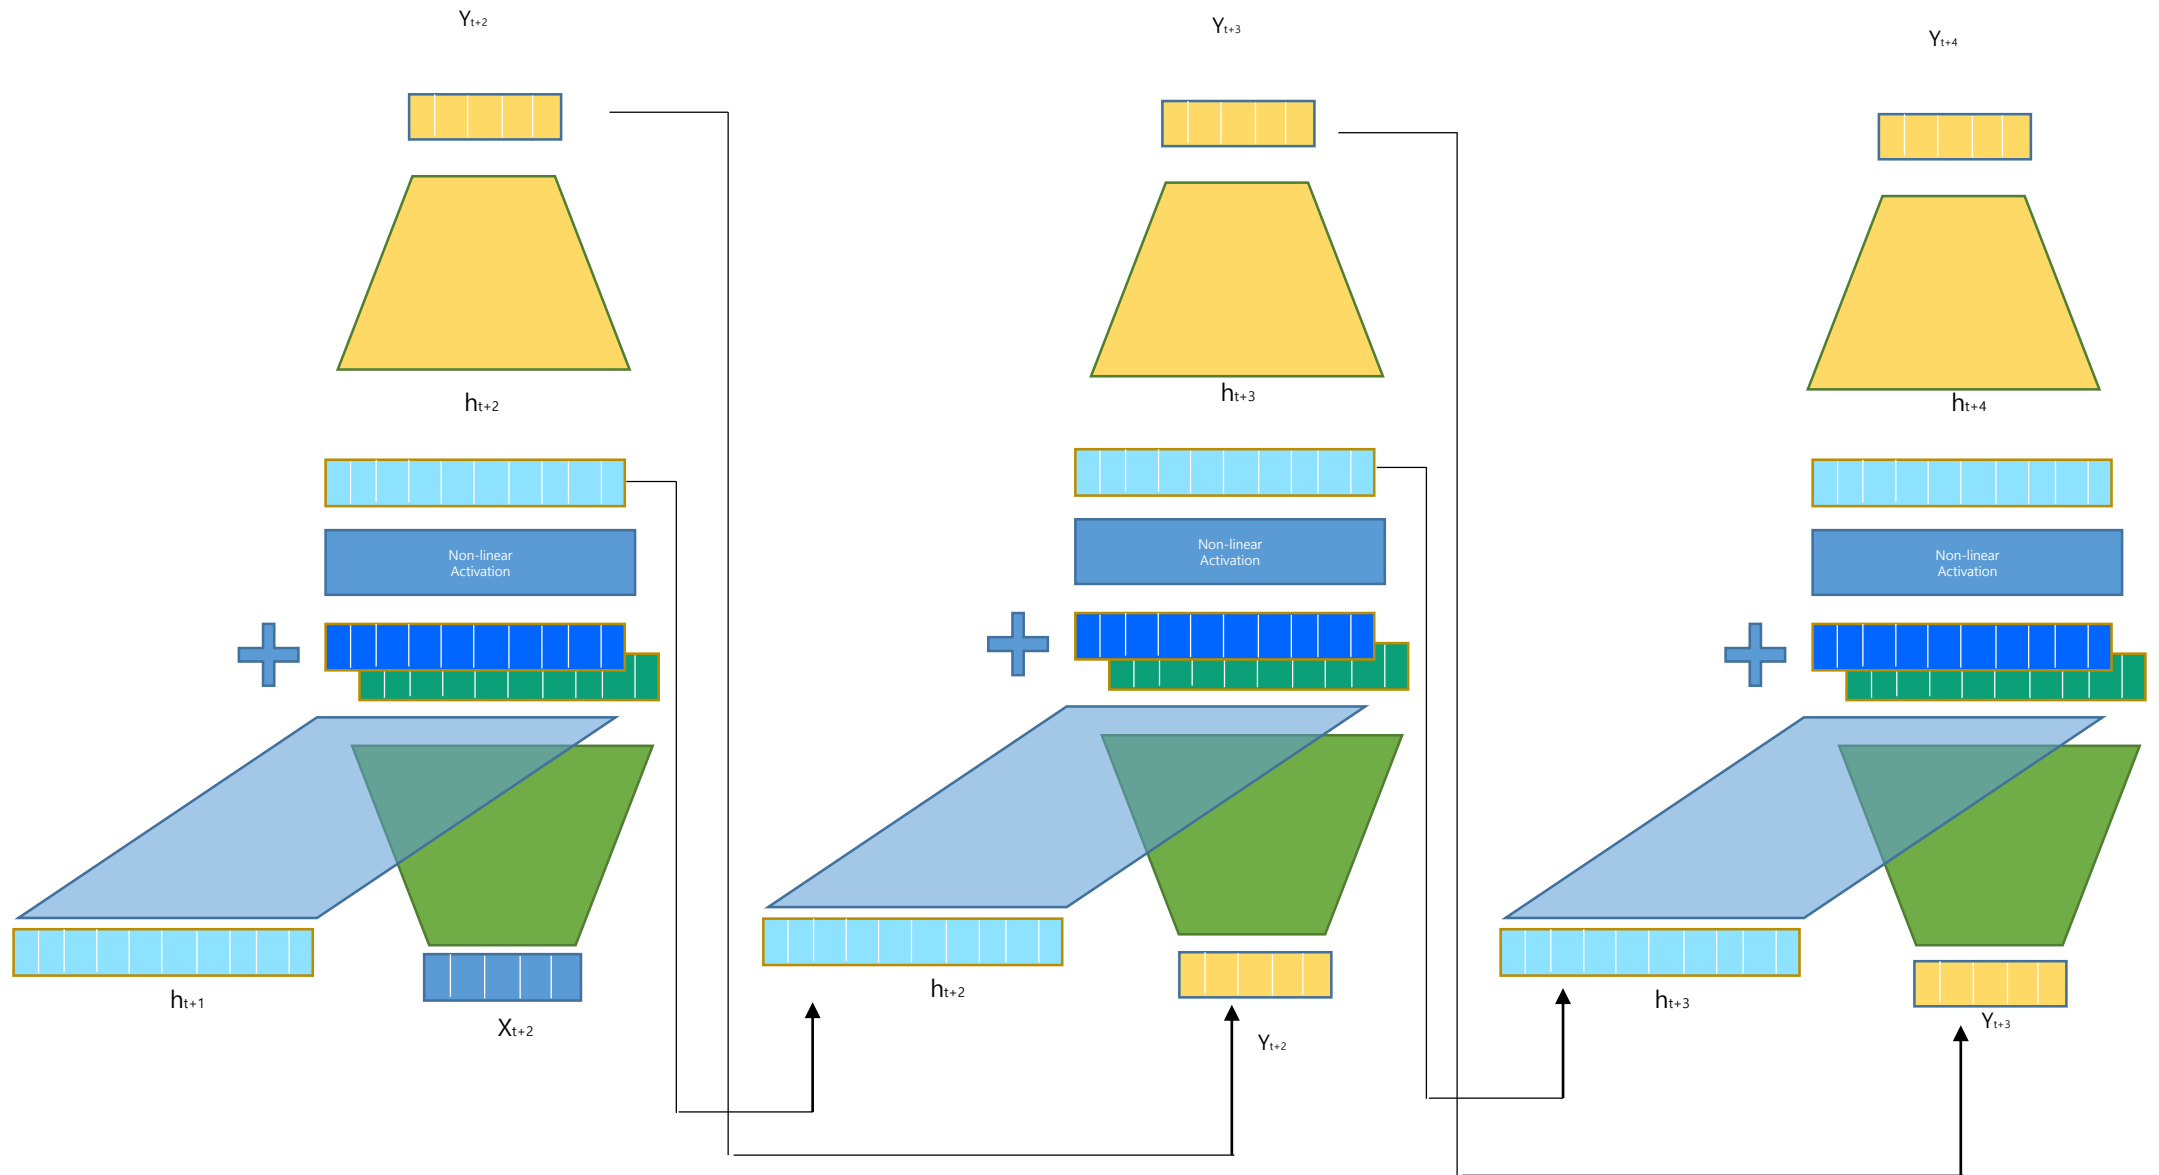 Yt+2
Yt+3
Yt+4
ht+2
ht+3
ht+4
Non-linear
Activation
Non-linear
Activation
Non-linear
Activation
ht+1
Xt+2
ht+2
Yt+2
ht+3
Yt+3